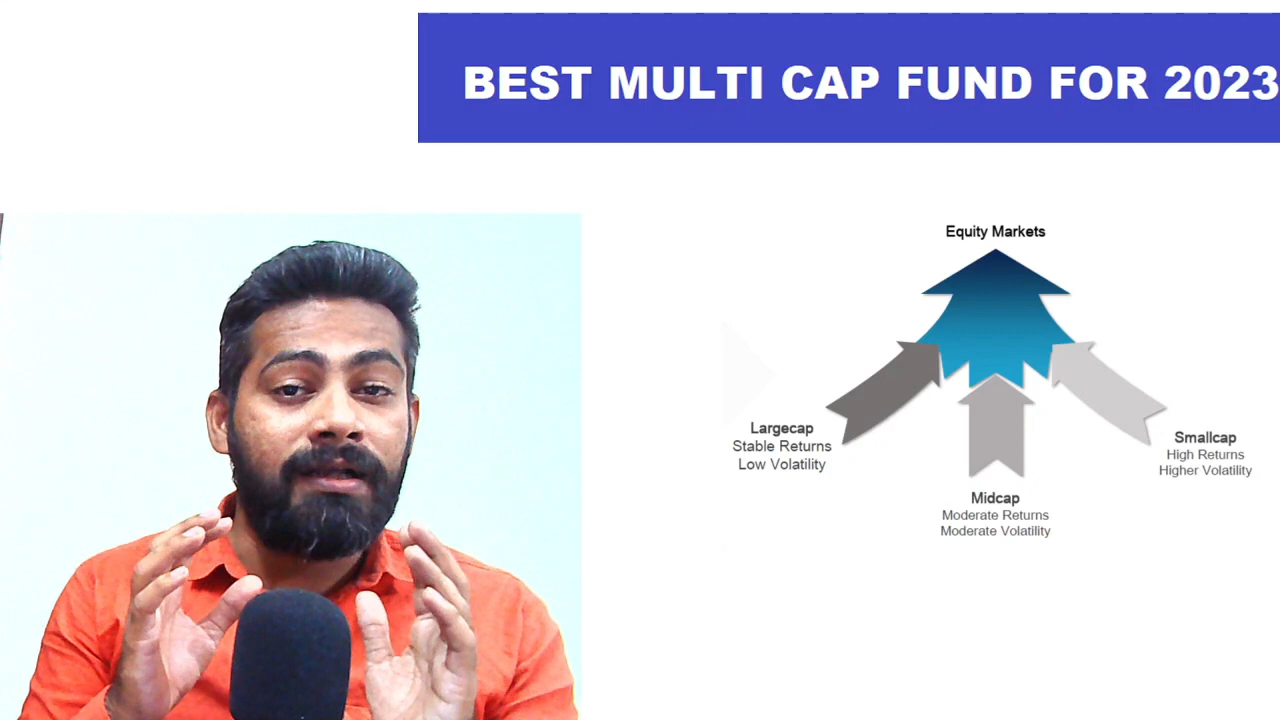 BEST MULTI CAP FUND FOR 2023
Equity Markets
Largecap
Stable Returns
Low Volatility
Midcap
Moderate Returns
Moderate Volatility
Smallcap
High Returns
Higher Volatility